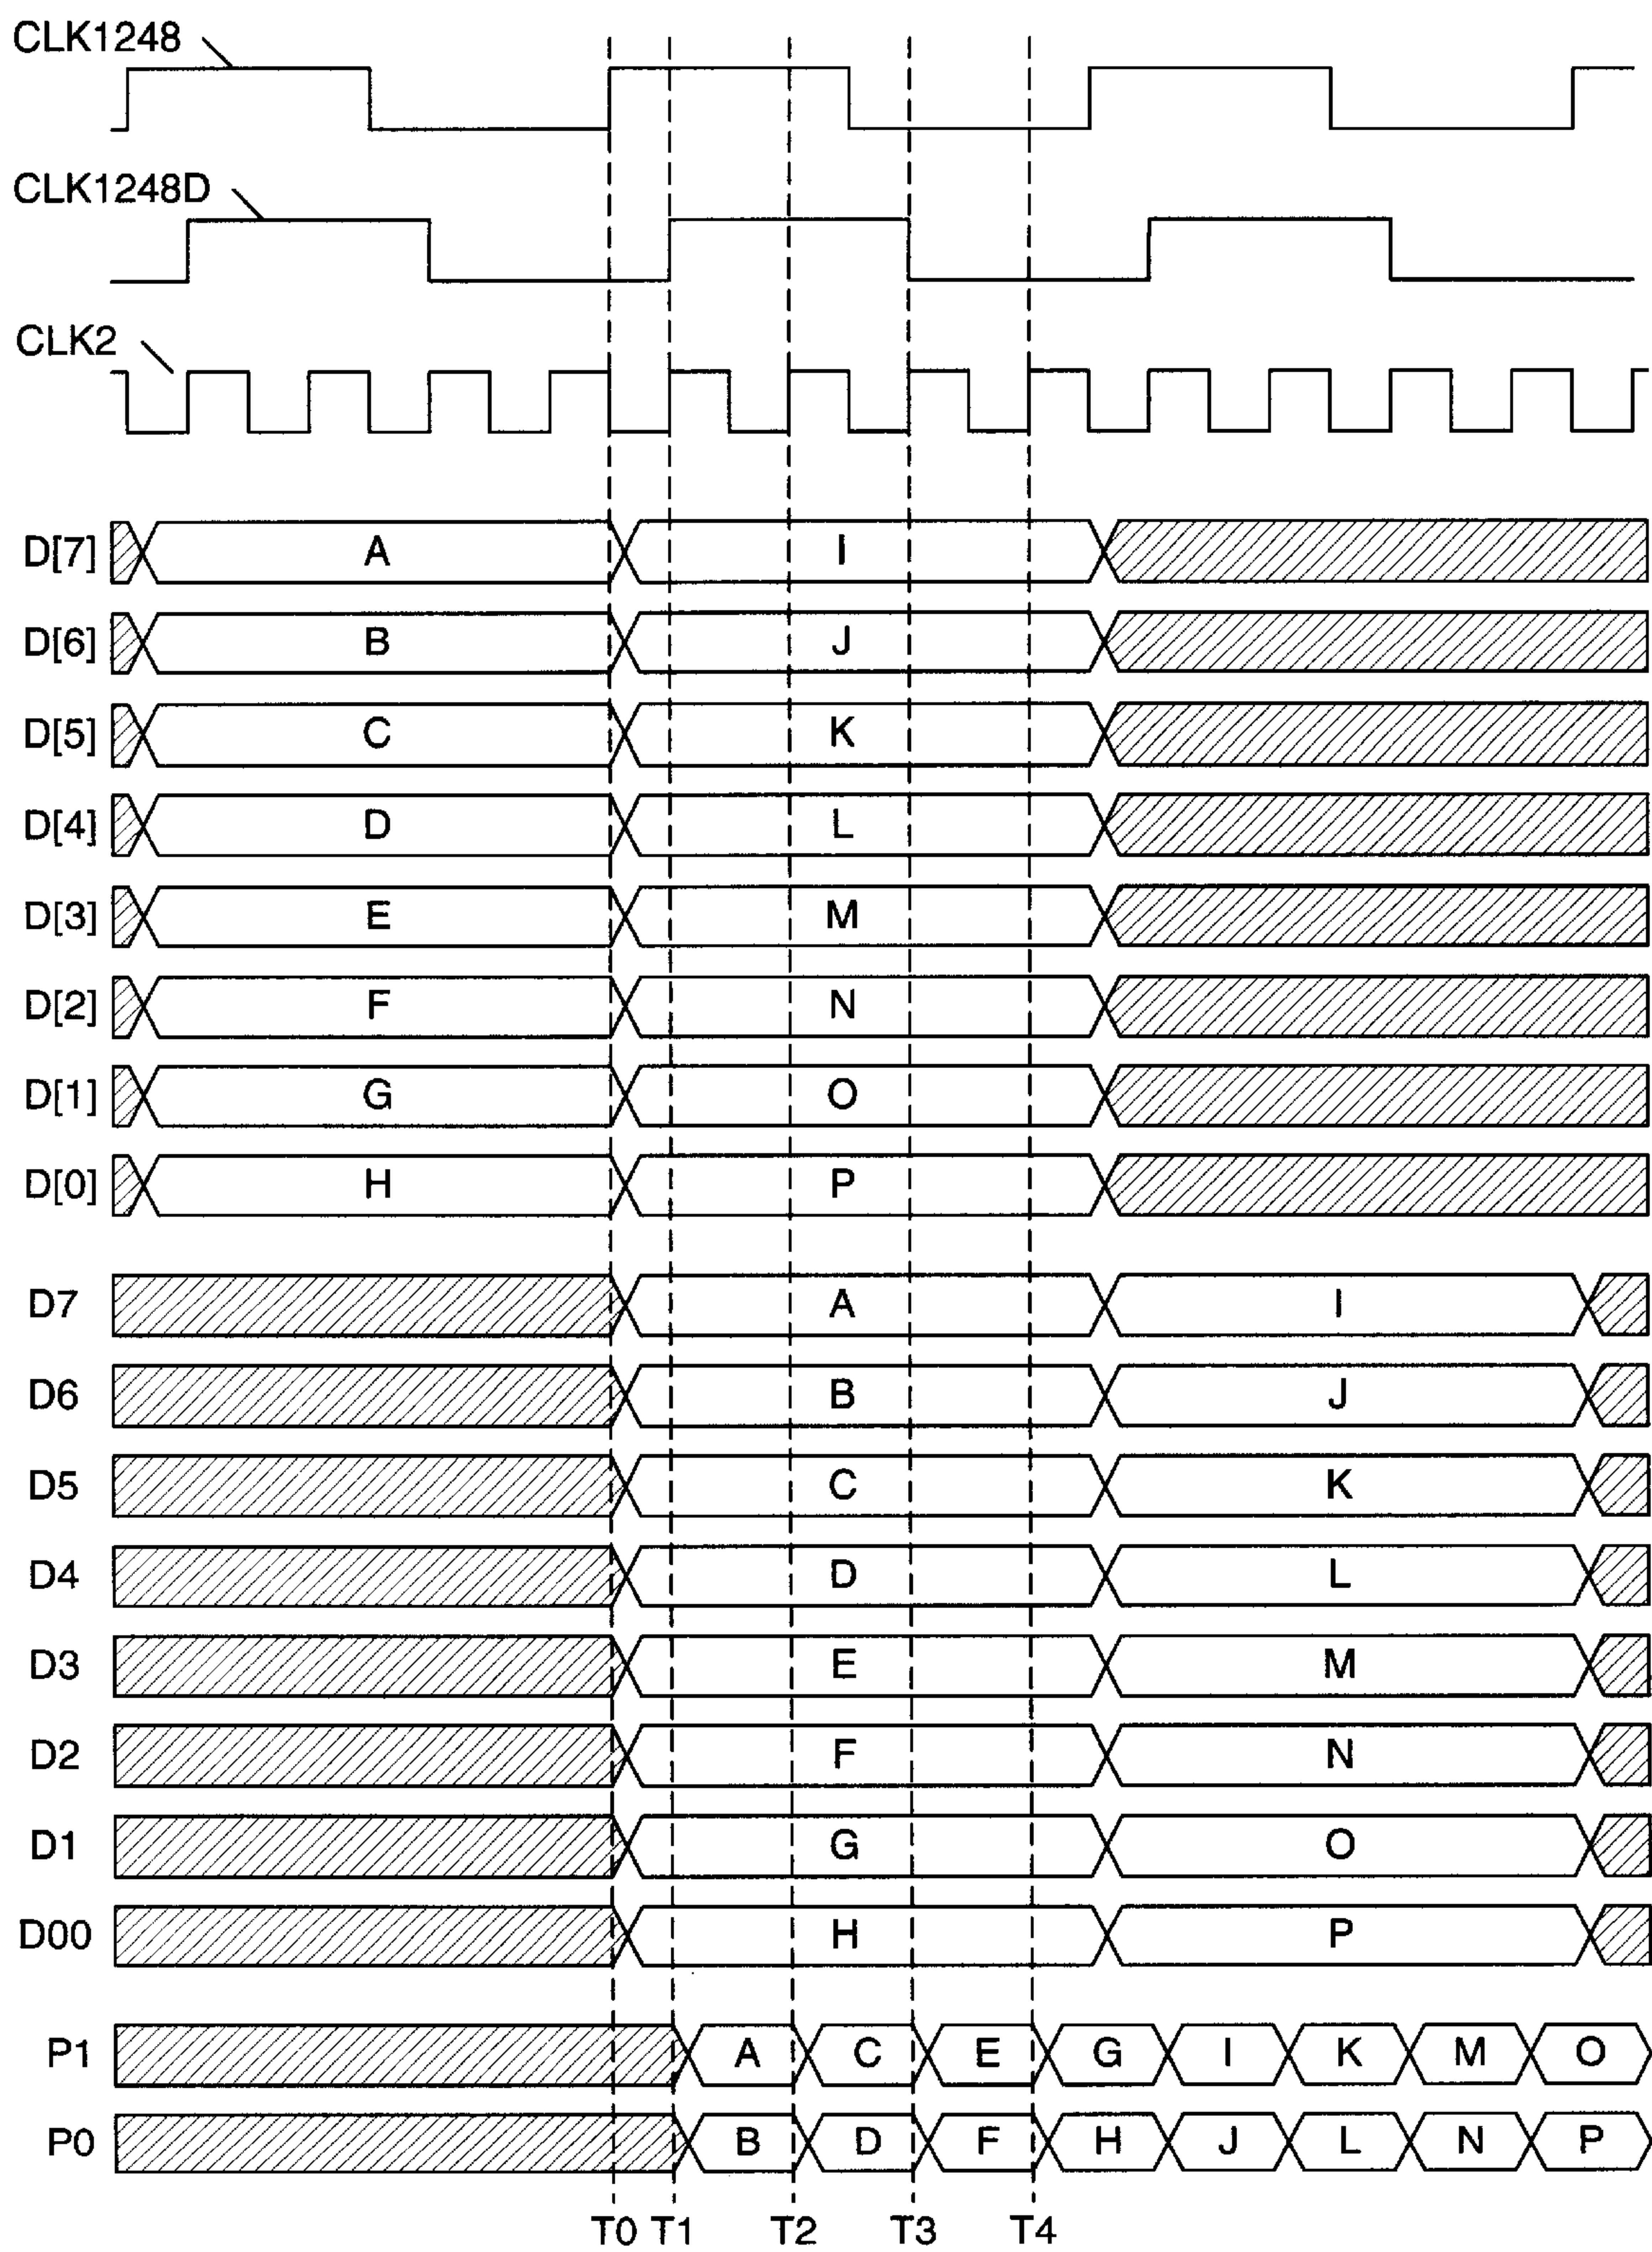 CLK1248
CLK1248D
CLK2
D[7] A I
D[6] B J
D[5] C K
D[4] D L
D[3] E M
D[2] F N
D[1] G O
D[0] H P
D7 A I
D6 B J
D5 C K
D4 D L
D3 E M
D2 F N
D1 G O
D00 H P
P1 A C E G I K M O
P0 B D F H J L N P
T0 T1 T2 T3 T4